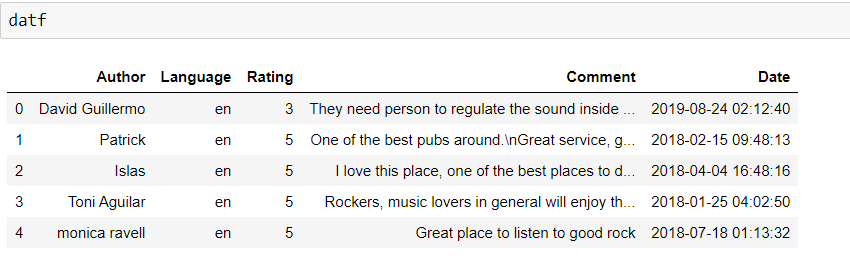 datf
Author Language Rating Comment Date
0 David Guillermo en 3 They need person to regulate the sound inside ... 2019-08-24 02:12:40
1 Patrick en 5 One of the best pubs around.\nGreat service, g... 2018-02-15 09:48:13
2 Islas en 5 I love this place, one of the best places to d... 2018-04-04 16:48:16
3 Toni Aguilar en 5 Rockers, music lovers in general will enjoy th... 2018-01-25 04:02:50
4 monica ravell en 5 Great place to listen to good rock 2018-07-18 01:13:32